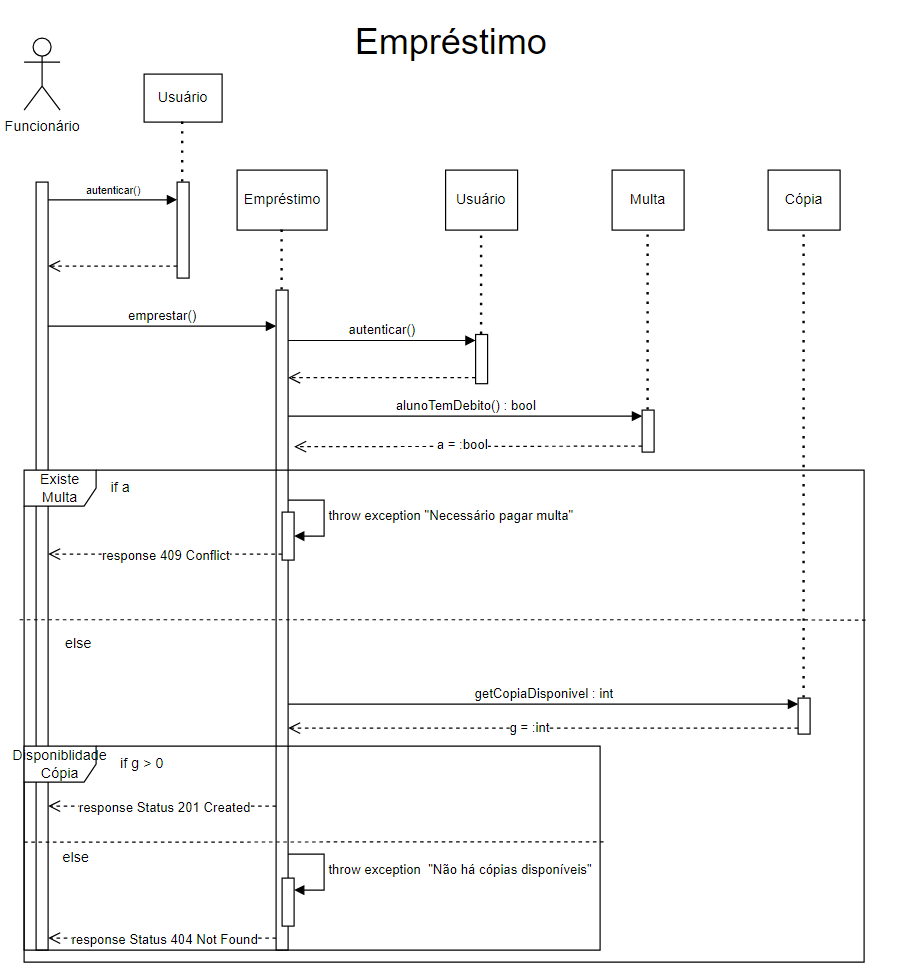 Empréstimo
Funcionário
Usuário
Empréstimo
Usuário
Multa
Cópia
autenticar()
emprestar()
autenticar()
alunoTemDebito() : bool
a = :bool
Existe
Multa
if a
throw exception "Necessário pagar multa"
response 409 Conflict
else
getCopiaDisponivel : int
g = :int
Disponiblidade
Cópia
if g > 0
response Status 201 Created
else
throw exception  "Não há cópias disponíveis"
response Status 404 Not Found